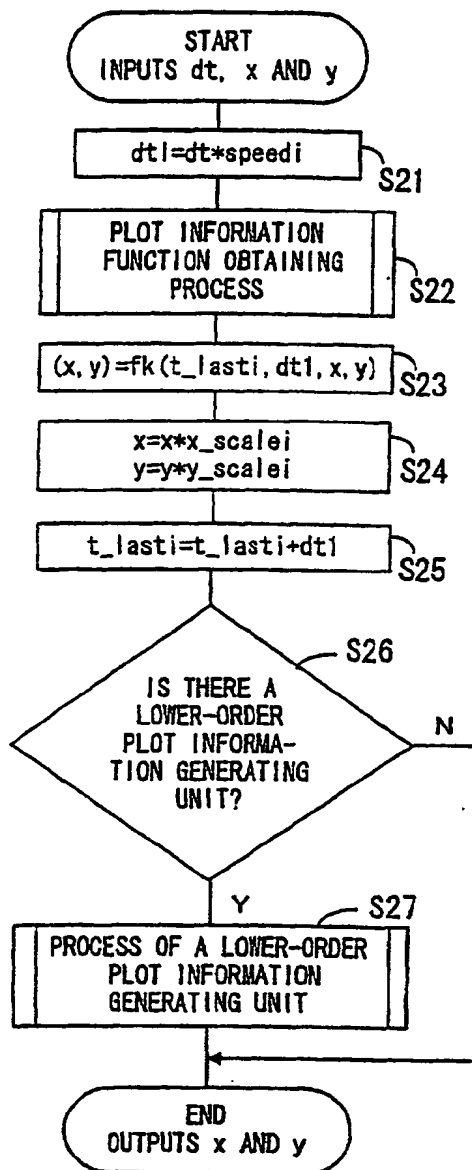 START
INPUTS dt, x AND y
dt1=dt*speedi
S21
PLOT INFORMATION
FUNCTION OBTAINING
PROCESS
S22
(x, y)=fk(t_lasti, dt1, x, y)
S23
x=x*x_scalei
y=y*y_scalei
S24
t_lasti=t_lasti+dt1
S25
S26
IS THERE A
LOWER-ORDER
PLOT INFORMA-
TION GENERATING
UNIT?
N
Y
S27
PROCESS OF A LOWER-ORDER
PLOT INFORMATION
GENERATING UNIT
END
OUTPUTS x AND y